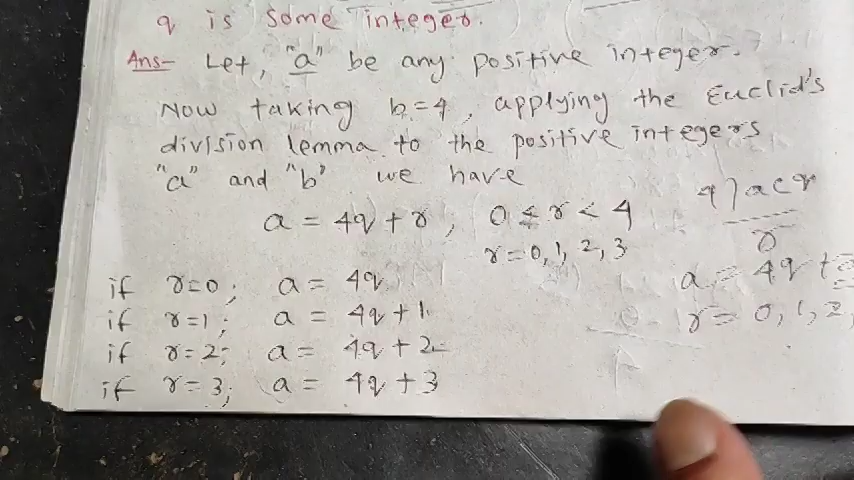 q is some integer.
Ans- Let, "a" be any positive integer.
Now taking b=4, applying the Euclid's
division lemma to the positive integers
"a" and "b" we have
a = 4q + r, 0 ≤ r < 4
r = 0, 1, 2, 3
if r=0; a = 4q
if r=1; a = 4q + 1
if r=2; a = 4q + 2
if r=3; a = 4q + 3
4) a (q
r
a = 4q +
r = 0, 1, 2,